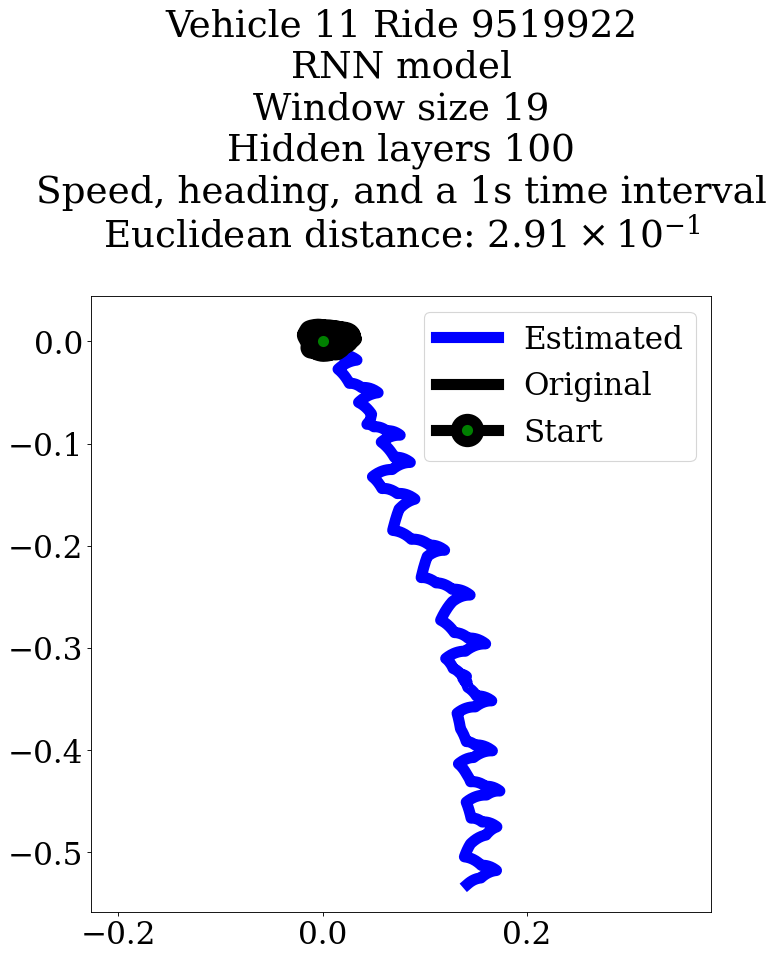 Vehicle 11 Ride 9519922
RNN model
Window size 19
Hidden layers 100
Speed, heading, and a 1s time interval
Euclidean distance: 2.91 × 10⁻¹
Estimated
Original
Start
0.0
−0.1
−0.2
−0.3
−0.4
−0.5
−0.2
0.0
0.2